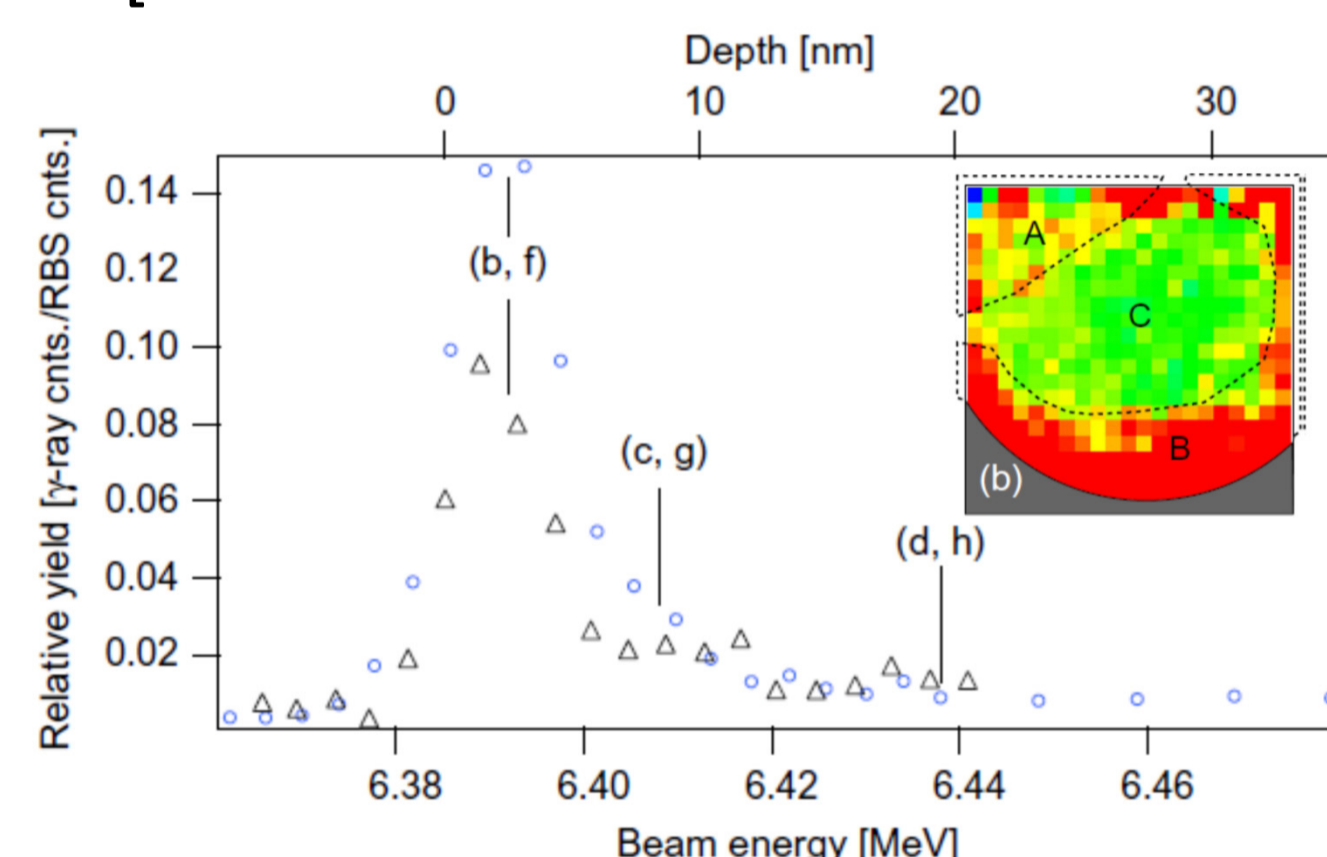 Depth [nm]
0 10 20 30
Relative yield [γ-ray cnts./RBS cnts.]
0.14
0.12
0.10
0.08
0.06
0.04
0.02
(b, f)
(c, g)
(d, h)
A
C
B
(b)
6.38 6.40 6.42 6.44 6.46
Beam energy [MeV]